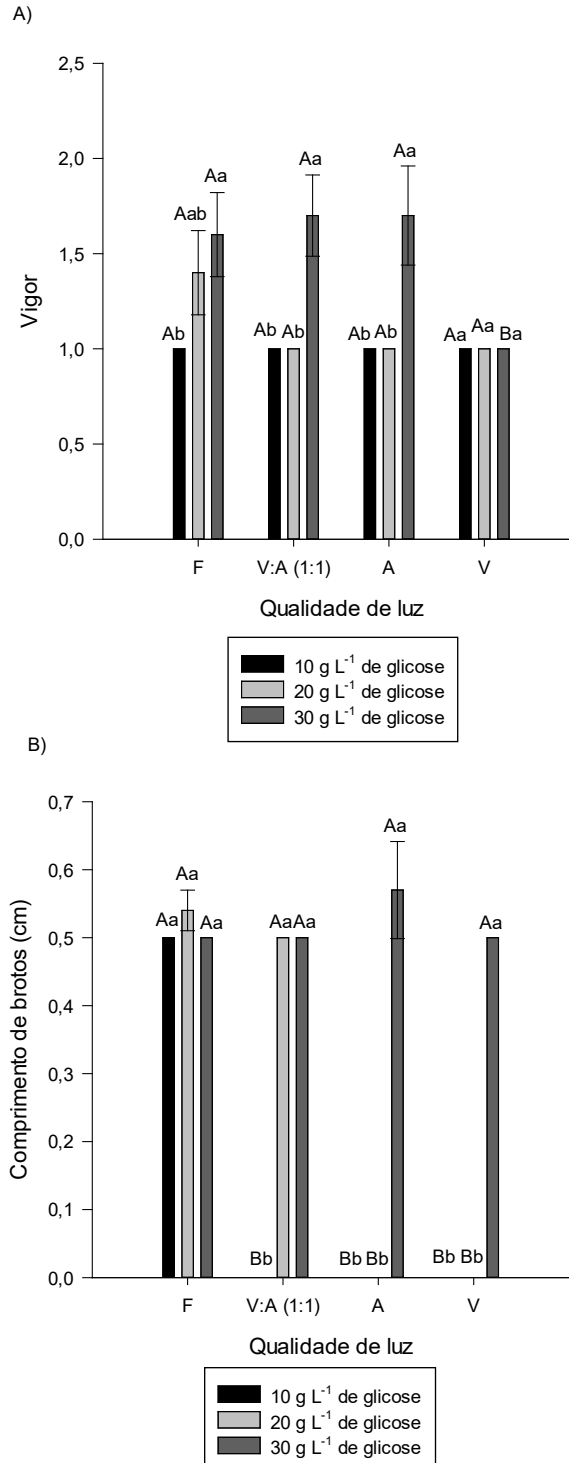 A)
2,5
2,0
1,5
1,0
0,5
0,0
Vigor
Ab Aab Aa
Ab Ab Aa
Ab Ab Aa
Aa Aa Ba
F V:A (1:1) A V
Qualidade de luz
10 g L⁻¹ de glicose
20 g L⁻¹ de glicose
30 g L⁻¹ de glicose
B)
0,7
0,6
0,5
0,4
0,3
0,2
0,1
0,0
Comprimento de brotos (cm)
Aa Aa Aa
Bb Aa Aa
Bb Bb Aa
Bb Bb Aa
F V:A (1:1) A V
Qualidade de luz
10 g L⁻¹ de glicose
20 g L⁻¹ de glicose
30 g L⁻¹ de glicose